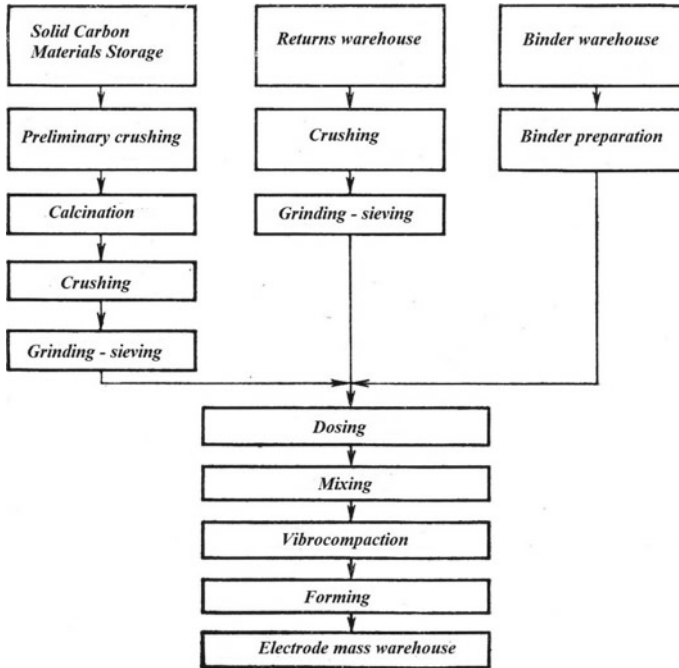 Solid Carbon
Materials Storage
Returns warehouse
Binder warehouse
Preliminary crushing
Crushing
Binder preparation
Calcination
Grinding - sieving
Crushing
Grinding - sieving
Dosing
Mixing
Vibrocompaction
Forming
Electrode mass warehouse